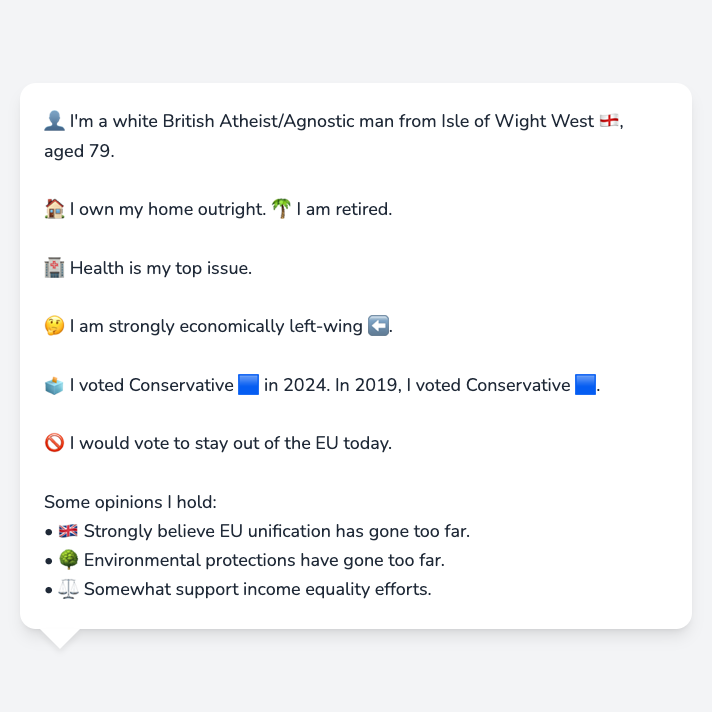 👤 I'm a white British Atheist/Agnostic man from Isle of Wight West 🏴󠁧󠁢󠁥󠁮󠁧󠁿,
aged 79.
🏠 I own my home outright. 🌴 I am retired.
🏥 Health is my top issue.
🤔 I am strongly economically left-wing ⬅️.
🗳️ I voted Conservative 🟦 in 2024. In 2019, I voted Conservative 🟦.
🚫 I would vote to stay out of the EU today.
Some opinions I hold:
• 🇬🇧 Strongly believe EU unification has gone too far.
• 🌳 Environmental protections have gone too far.
• ⚖️ Somewhat support income equality efforts.